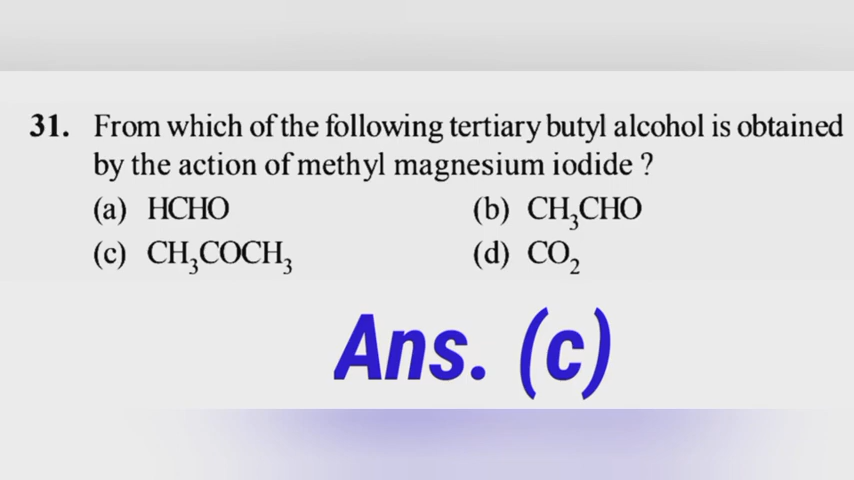 31. From which of the following tertiary butyl alcohol is obtained
by the action of methyl magnesium iodide ?
(a) HCHO (b) CH₃CHO
(c) CH₃COCH₃ (d) CO₂
Ans. (c)